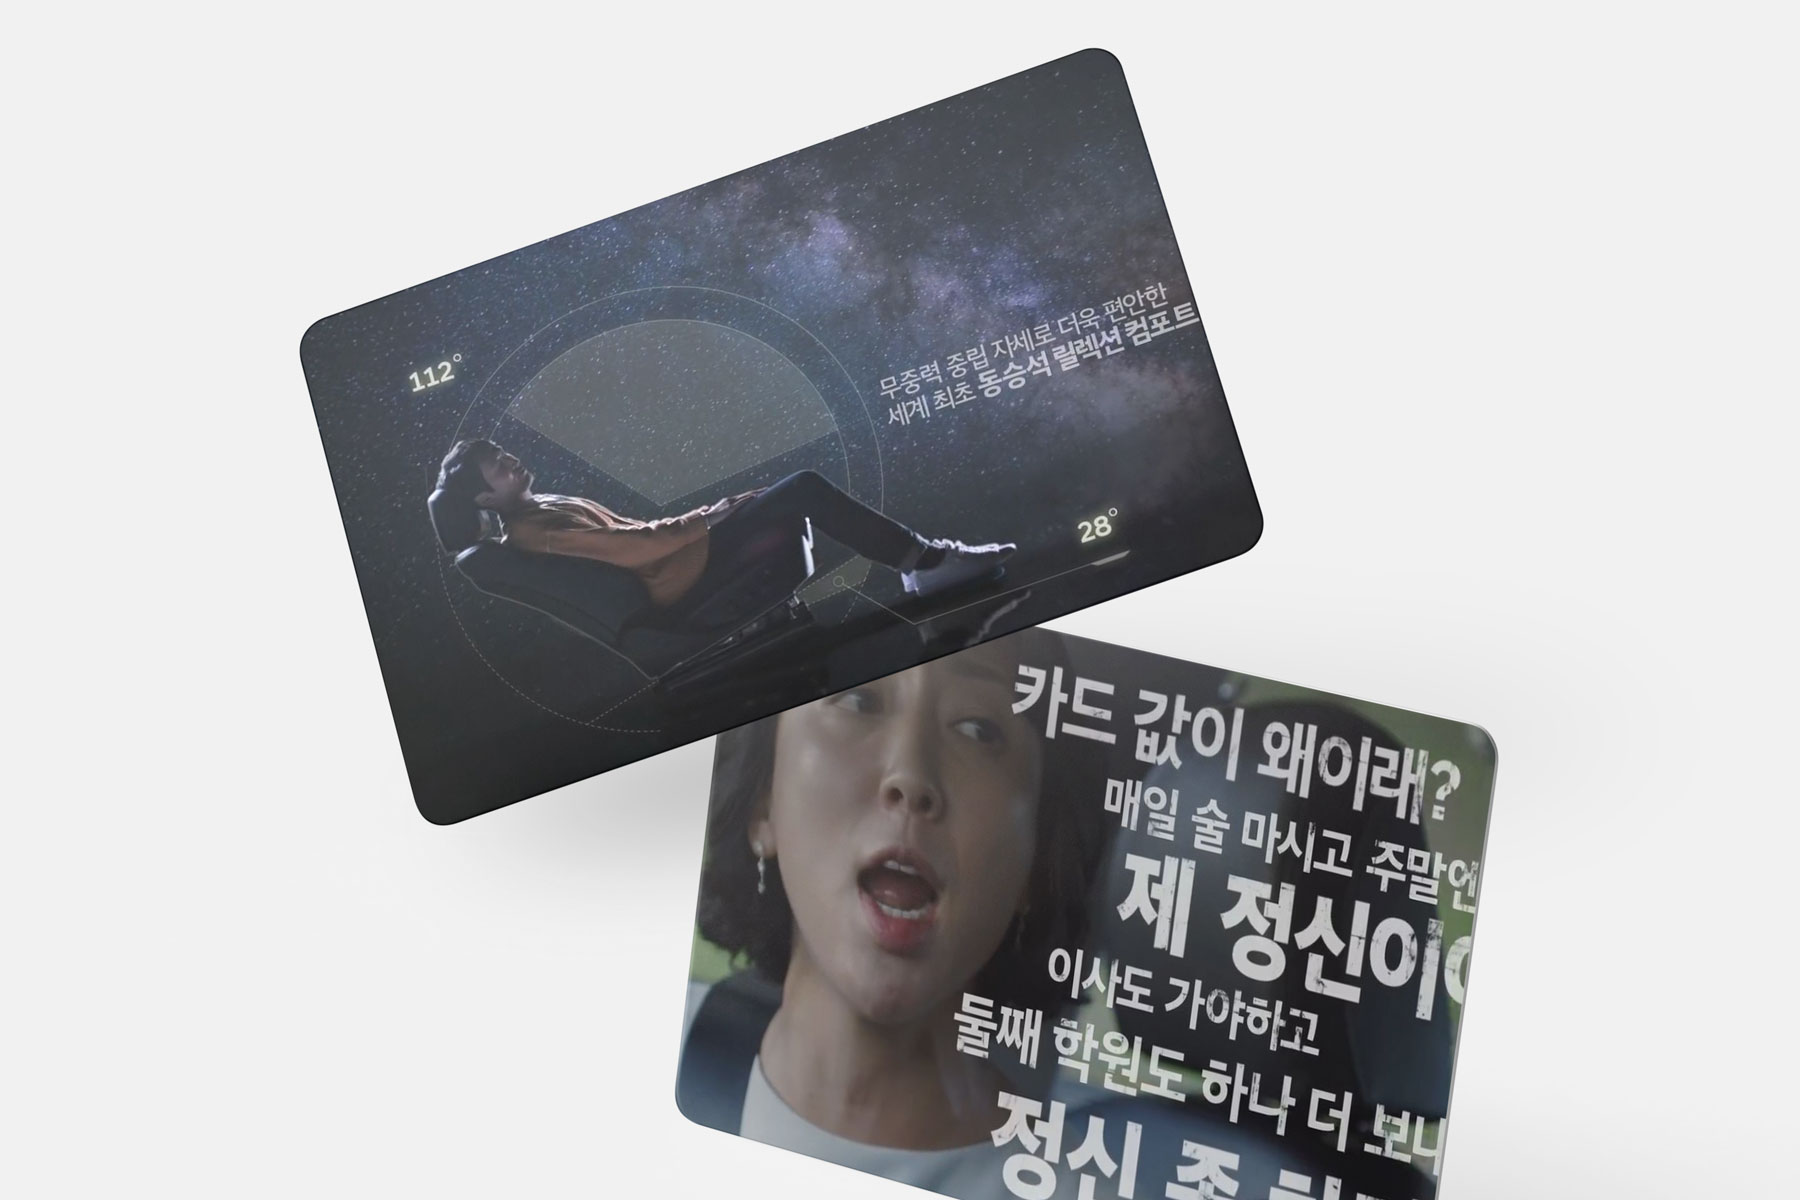 112°
무중력 중립 자세로 더욱 편안한
세계 최초 동승석 릴렉션 컴포트
28°
카드 값이 왜이래?
매일 술 마시고 주말엔
제 정신이
이사도 가야하고
둘째 학원도 하나 더 보내
정신 좀